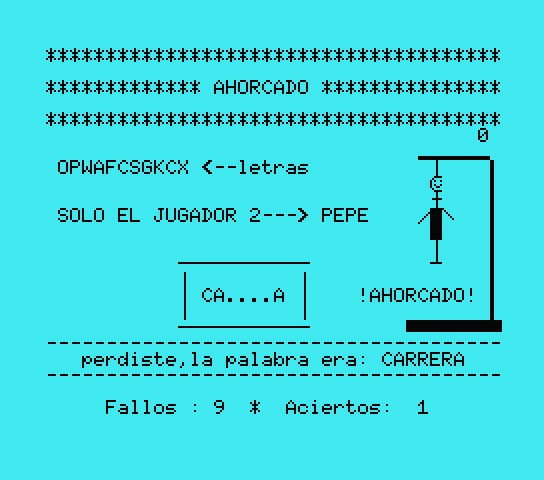 **************************************
************* AHORCADO ***************
**************************************
0
OPWAFCSGKCX <--letras
SOLO EL JUGADOR 2---> PEPE
CA....A
!AHORCADO!
--------------------------------------
perdiste,la palabra era: CARRERA
--------------------------------------
Fallos : 9 * Aciertos: 1